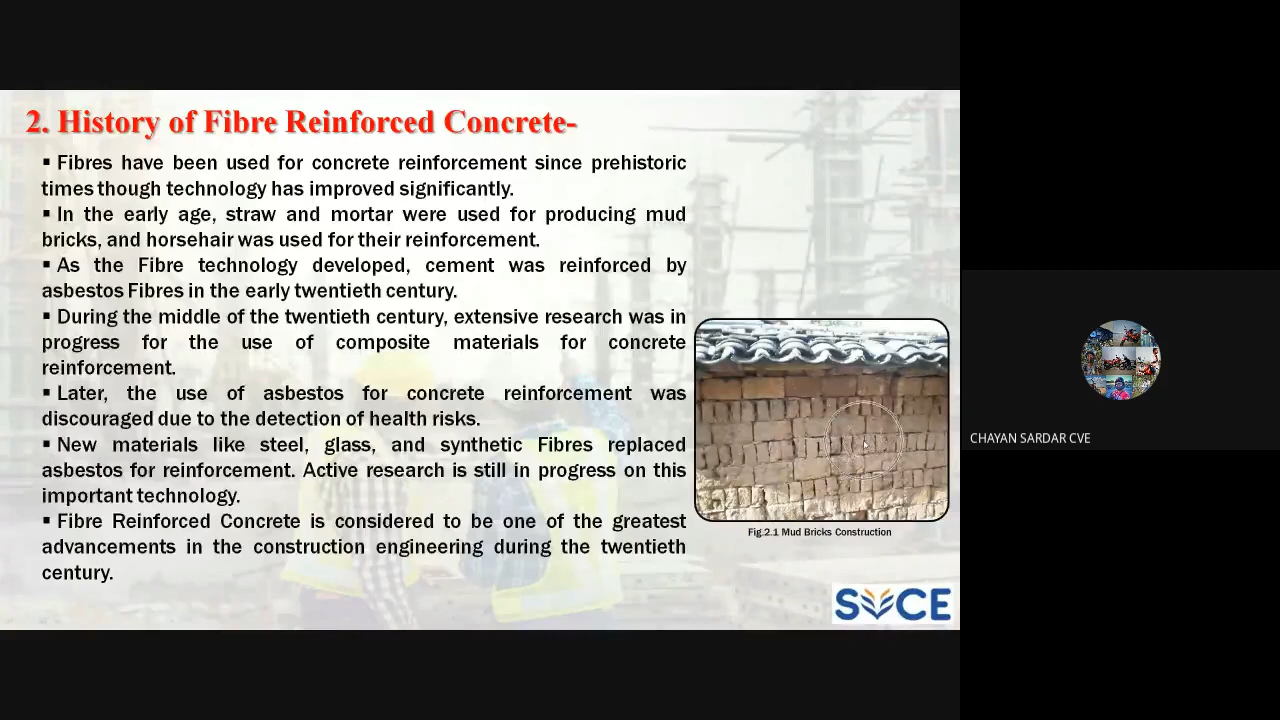 2. History of Fibre Reinforced Concrete-
▪ Fibres have been used for concrete reinforcement since prehistoric
times though technology has improved significantly.
▪ In the early age, straw and mortar were used for producing mud
bricks, and horsehair was used for their reinforcement.
▪ As the Fibre technology developed, cement was reinforced by
asbestos Fibres in the early twentieth century.
▪ During the middle of the twentieth century, extensive research was in
progress for the use of composite materials for concrete
reinforcement.
▪ Later, the use of asbestos for concrete reinforcement was
discouraged due to the detection of health risks.
▪ New materials like steel, glass, and synthetic Fibres replaced
asbestos for reinforcement. Active research is still in progress on this
important technology.
▪ Fibre Reinforced Concrete is considered to be one of the greatest
advancements in the construction engineering during the twentieth
century.
Fig.2.1 Mud Bricks Construction
SVCE
CHAYAN SARDAR CVE